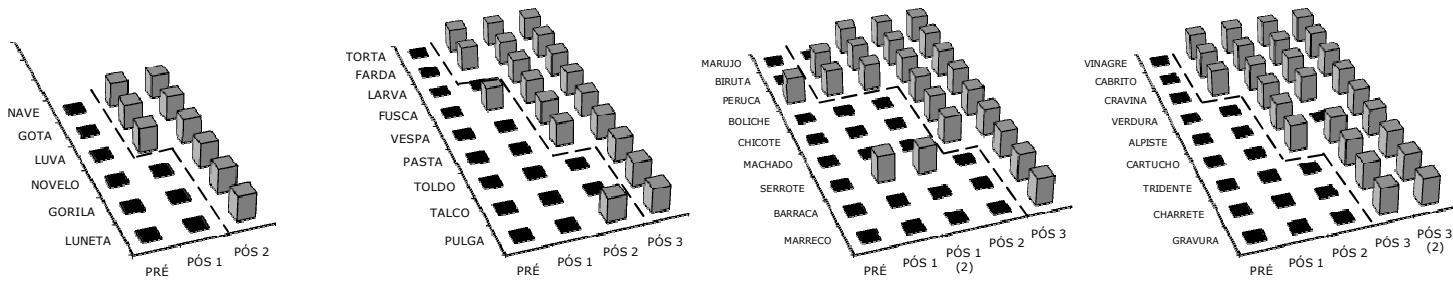 NAVE
GOTA
LUVA
NOVELO
GORILA
LUNETA
PRÉ
PÓS 1
PÓS 2
TORTA
FARDA
LARVA
FUSCA
VESPA
PASTA
TOLDO
TALCO
PULGA
PRÉ
PÓS 1
PÓS 2
PÓS 3
MARUJO
BIRUTA
PERUCA
BOLICHE
CHICOTE
MACHADO
SERROTE
BARRACA
MARRECO
PRÉ
PÓS 1
PÓS 1
(2)
PÓS 2
PÓS 3
VINAGRE
CABRITO
CRAVINA
VERDURA
ALPISTE
CARTUCHO
TRIDENTE
CHARRETE
GRAVURA
PRÉ
PÓS 1
PÓS 2
PÓS 3
PÓS 3
(2)